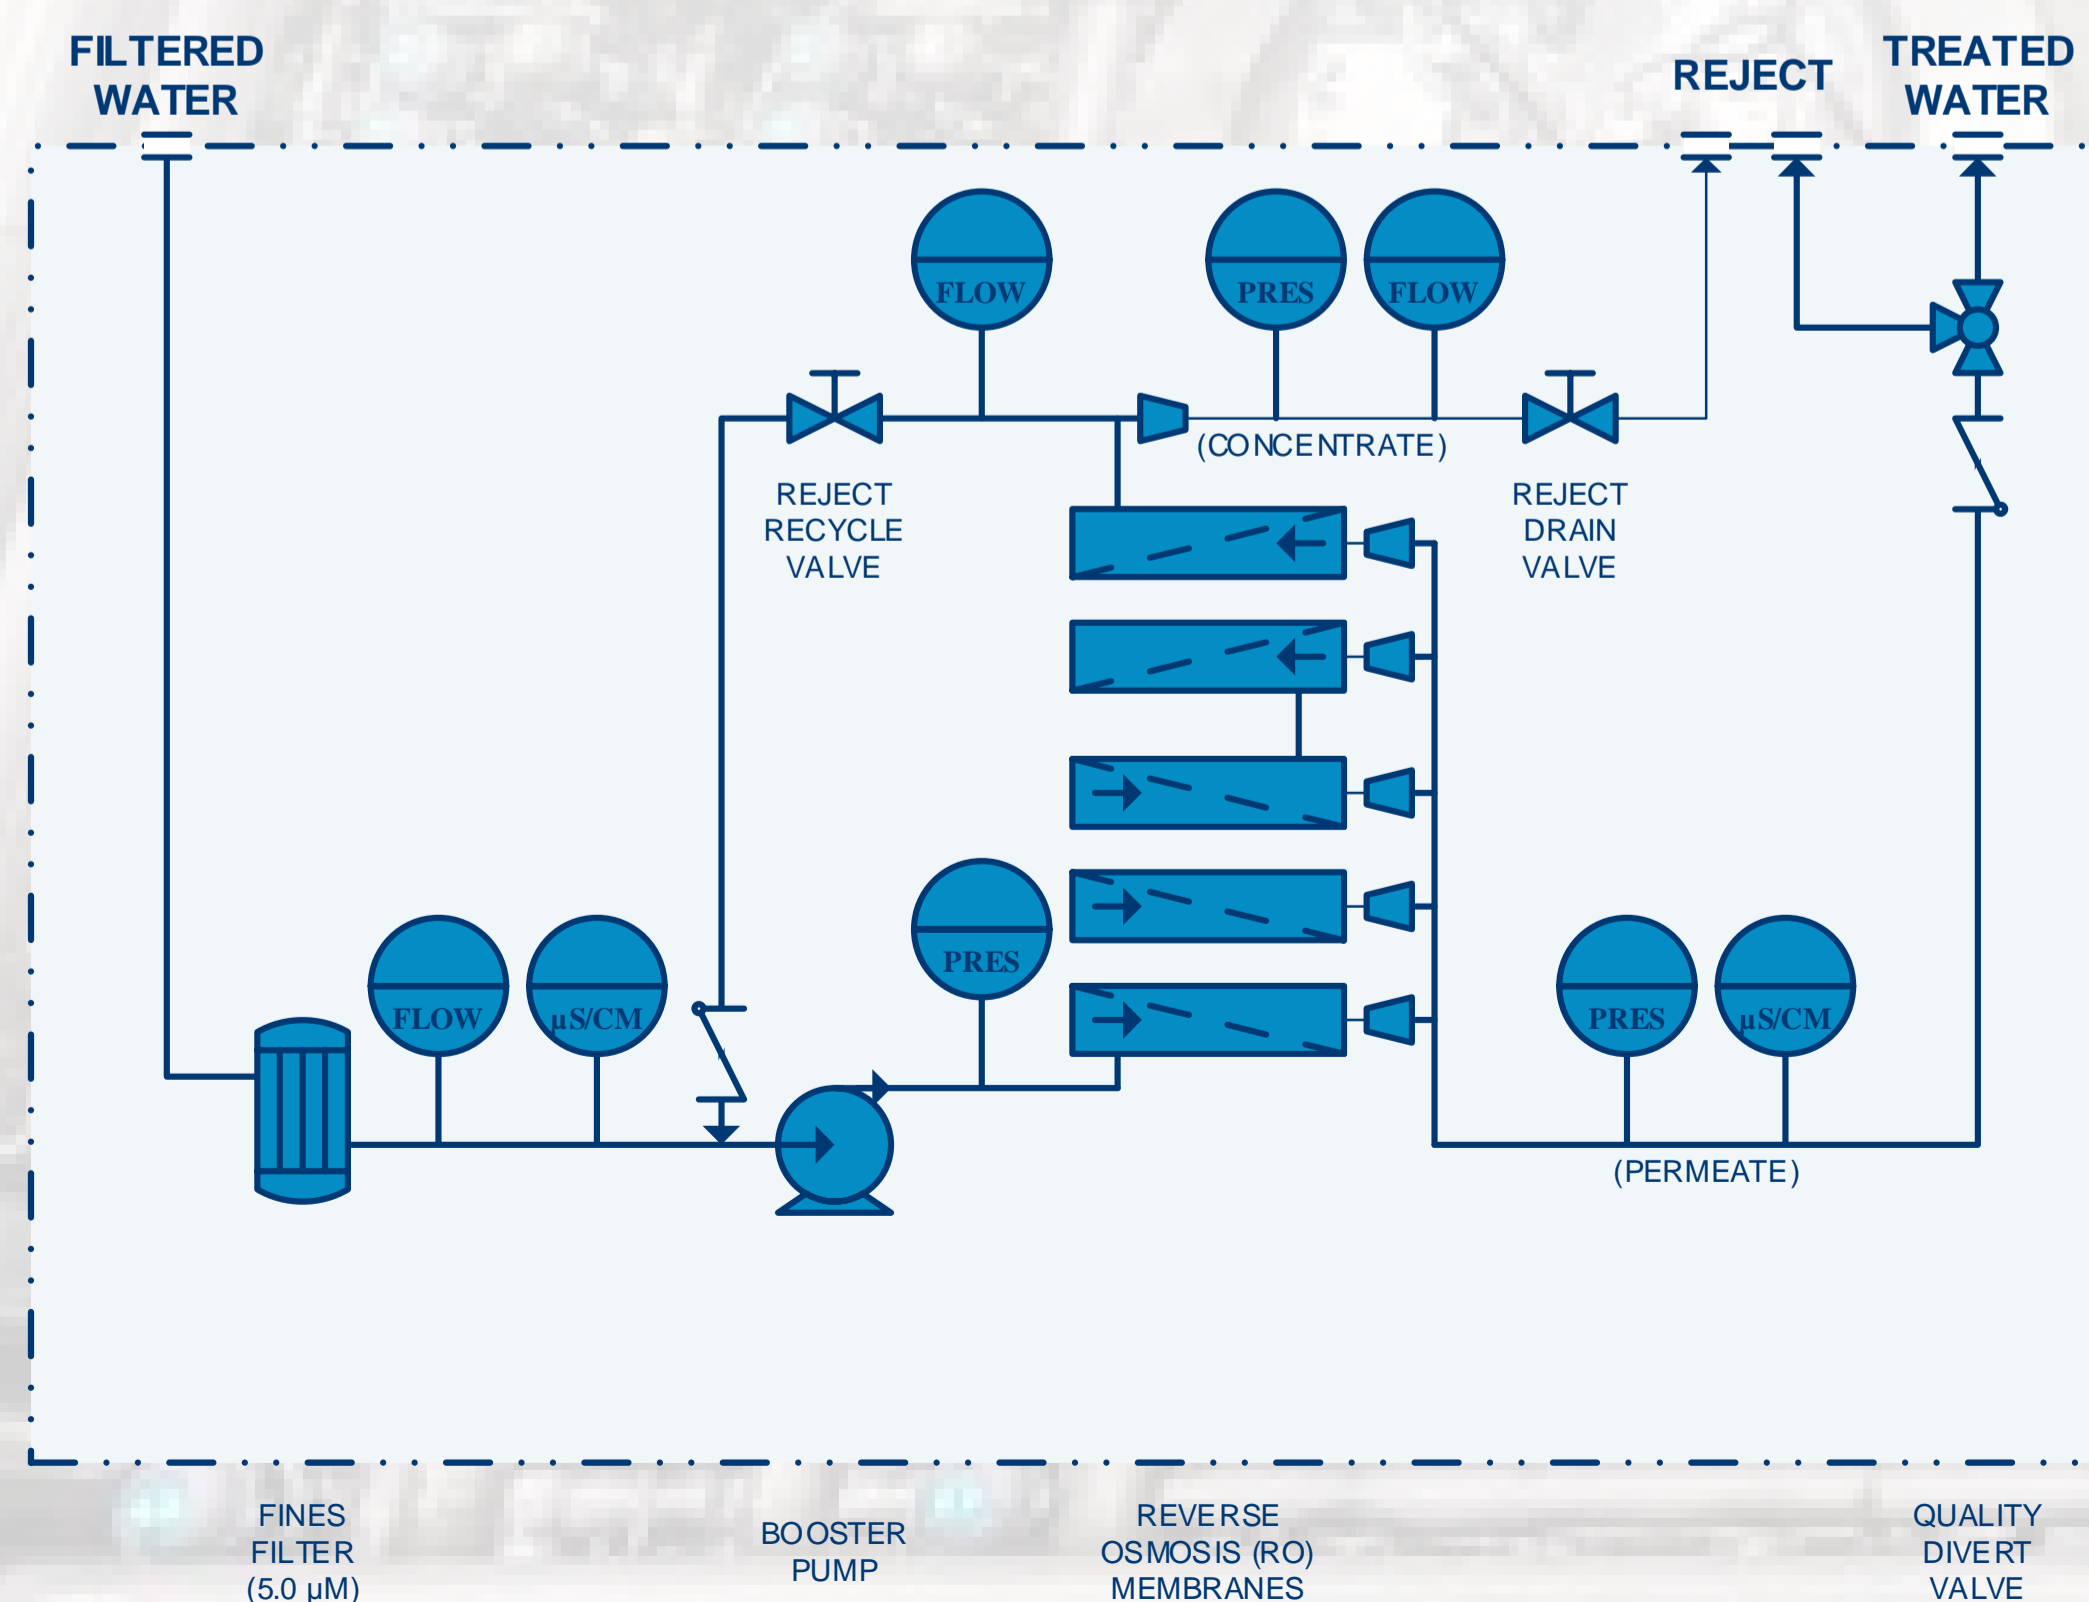 FILTERED
WATER
REJECT
TREATED
WATER
FLOW
PRES
FLOW
(CONCENTRATE)
REJECT
RECYCLE
VALVE
REJECT
DRAIN
VALVE
PRES
FLOW
µS/CM
PRES
µS/CM
(PERMEATE)
FINES
FILTER
(5.0 µM)
BOOSTER
PUMP
REVERSE
OSMOSIS (RO)
MEMBRANES
QUALITY
DIVERT
VALVE